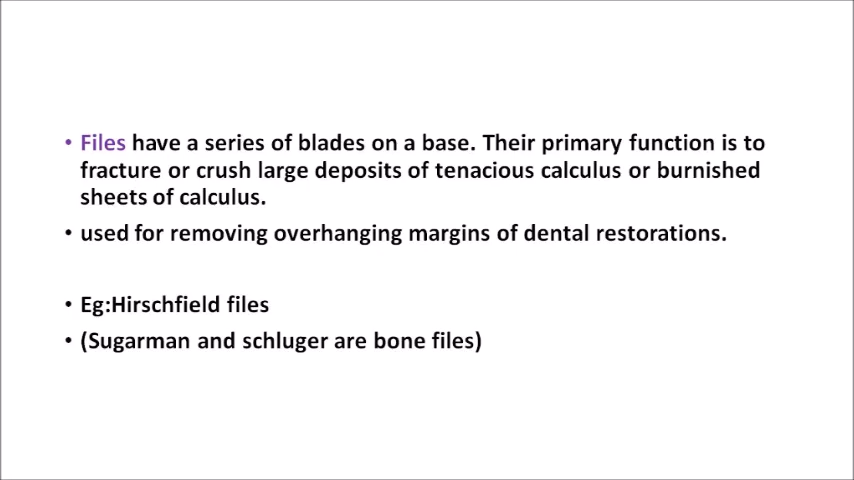 • Files have a series of blades on a base. Their primary function is to
fracture or crush large deposits of tenacious calculus or burnished
sheets of calculus.
• used for removing overhanging margins of dental restorations.
• Eg:Hirschfield files
• (Sugarman and schluger are bone files)